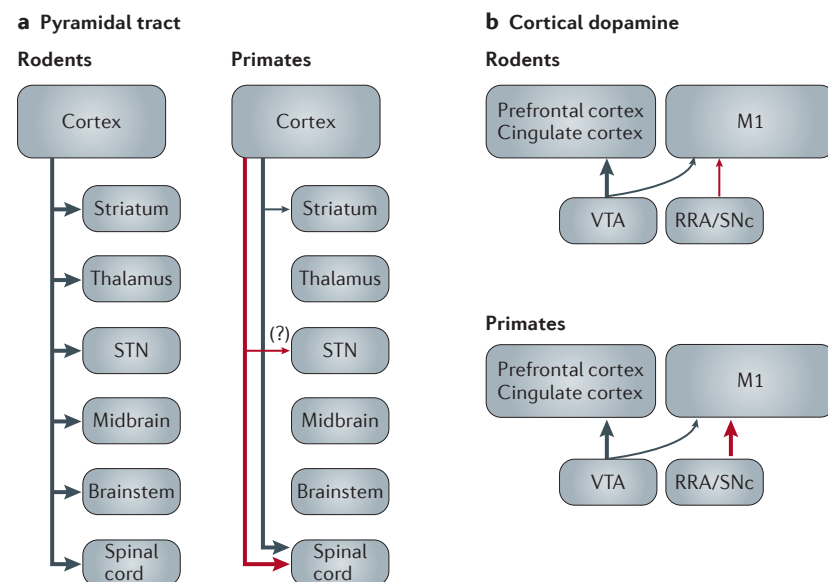 a Pyramidal tract
Rodents
Primates
Cortex
Cortex
Striatum
Striatum
Thalamus
Thalamus
(?)
STN
STN
Midbrain
Midbrain
Brainstem
Brainstem
Spinal
cord
Spinal
cord
b Cortical dopamine
Rodents
Prefrontal cortex
Cingulate cortex
M1
VTA
RRA/SNc
Primates
Prefrontal cortex
Cingulate cortex
M1
VTA
RRA/SNc